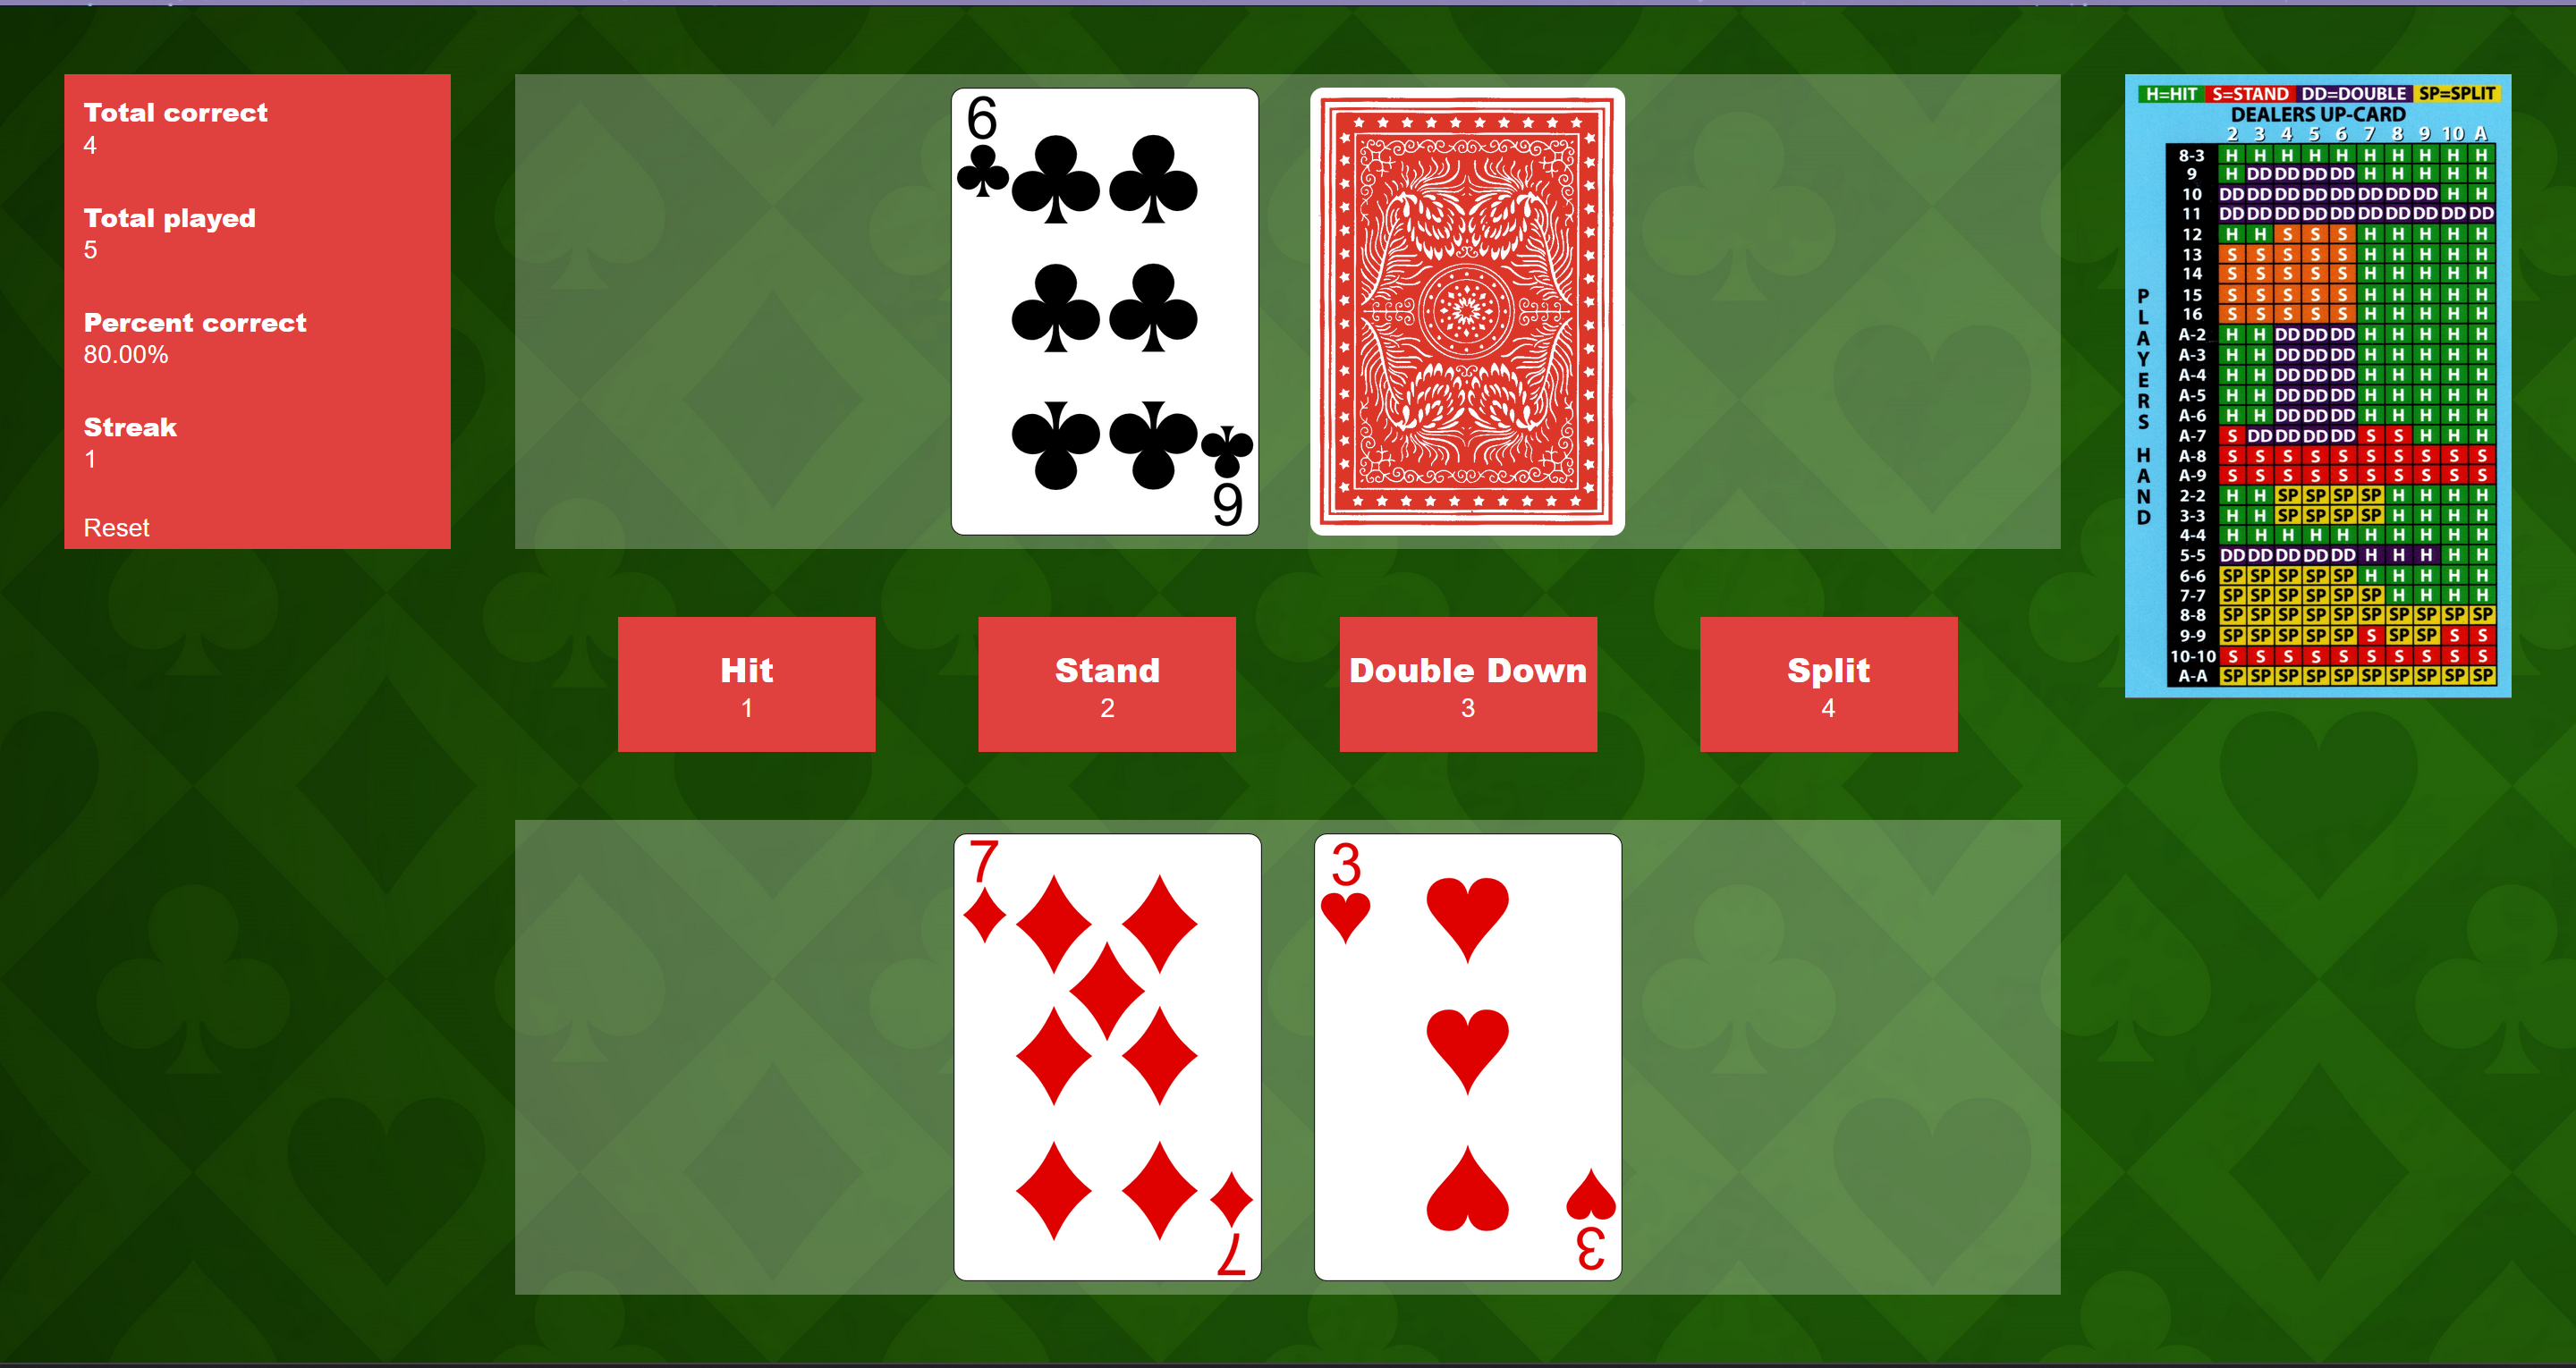 Total correct
4
Total played
5
Percent correct
80.00%
Streak
1
Reset
6
6
H=HIT S=STAND DD=DOUBLE SP=SPLIT
DEALERS UP-CARD
2 3 4 5 6 7 8 9 10 A
PLAYERS HAND
8-3 H H H H H H H H H H
9 H DD DD DD DD H H H H H
10 DD DD DD DD DD DD DD DD H H
11 DD DD DD DD DD DD DD DD DD DD
12 H H S S S H H H H H
13 S S S S S H H H H H
14 S S S S S H H H H H
15 S S S S S H H H H H
16 S S S S S H H H H H
A-2 H H DD DD DD H H H H H
A-3 H H DD DD DD H H H H H
A-4 H H DD DD DD H H H H H
A-5 H H DD DD DD H H H H H
A-6 H H DD DD DD H H H H H
A-7 S DD DD DD DD S S H H H
A-8 S S S S S S S S S S
A-9 S S S S S S S S S S
2-2 H H SP SP SP SP H H H H
3-3 H H SP SP SP SP H H H H
4-4 H H H H H H H H H H
5-5 DD DD DD DD DD H H H H H
6-6 SP SP SP SP SP H H H H H
7-7 SP SP SP SP SP SP H H H H
8-8 SP SP SP SP SP SP SP SP SP SP
9-9 SP SP SP SP SP S SP SP S S
10-10 S S S S S S S S S S
A-A SP SP SP SP SP SP SP SP SP SP
Hit
1
Stand
2
Double Down
3
Split
4
7
7
3
3